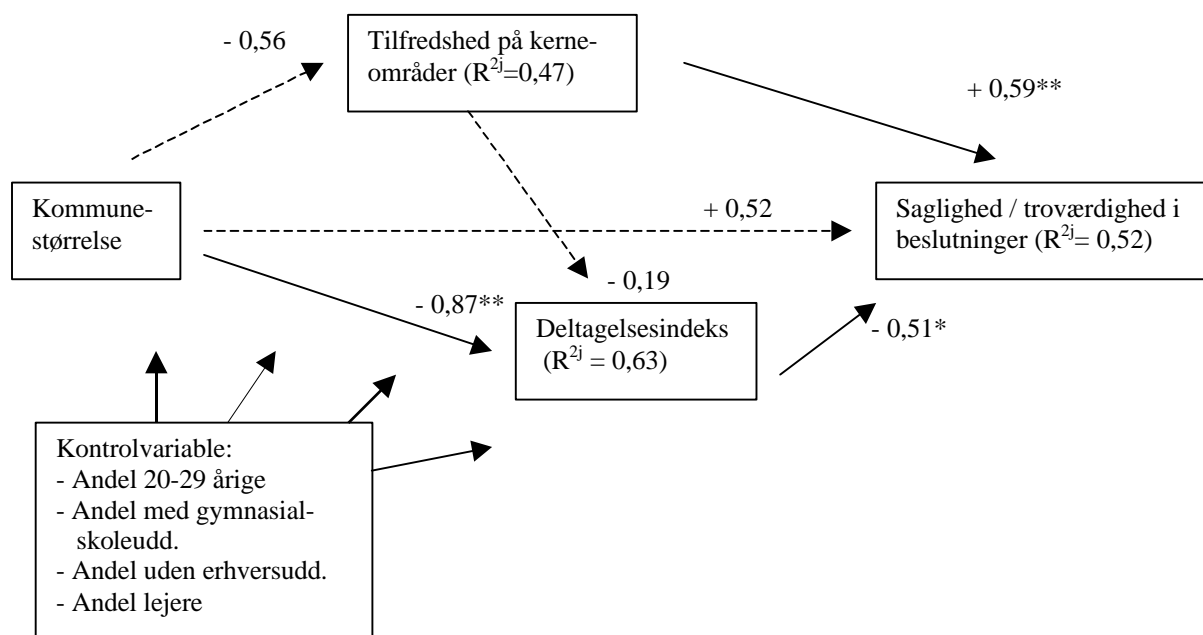 - 0,56
Tilfredshed på kerne-
områder (R²ʲ=0,47)
+ 0,59**
Kommune-
størrelse
+ 0,52
Saglighed / troværdighed i
beslutninger (R²ʲ= 0,52)
- 0,87**
- 0,19
Deltagelsesindeks
(R²ʲ = 0,63)
- 0,51*
Kontrolvariable:
- Andel 20-29 årige
- Andel med gymnasial-
skoleudd.
- Andel uden erhversudd.
- Andel lejere